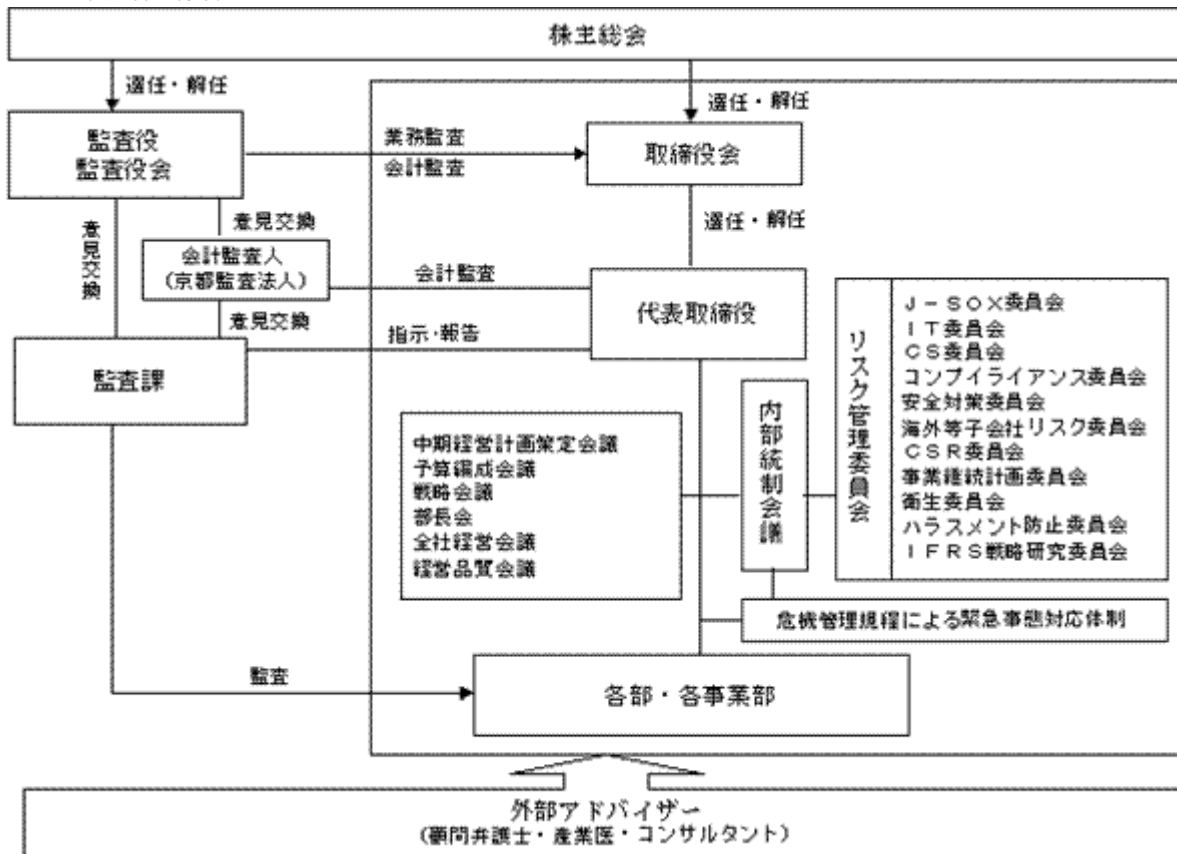 株主総会
選任・解任
選任・解任
監査役
監査役会
業務監査
会計監査
取締役会
意見交換
意見交換
選任・解任
会計監査人
(京都監査法人)
会計監査
代表取締役
意見交換
指示・報告
監査課
リスク管理委員会
J-SOX委員会
IT委員会
CS委員会
コンプイライアンス委員会
安全対策委員会
海外等子会社リスク委員会
CSR委員会
事業継続計画委員会
衛生委員会
ハラスメント防止委員会
IFRS戦略研究委員会
内部統制会議
中期経営計画策定会議
予算編成会議
戦略会議
部長会
全社経営会議
経営品質会議
危機管理規程による緊急事態対応体制
監査
各部・各事業部
外部アドバイザー
(顧問弁護士・産業医・コンサルタント)